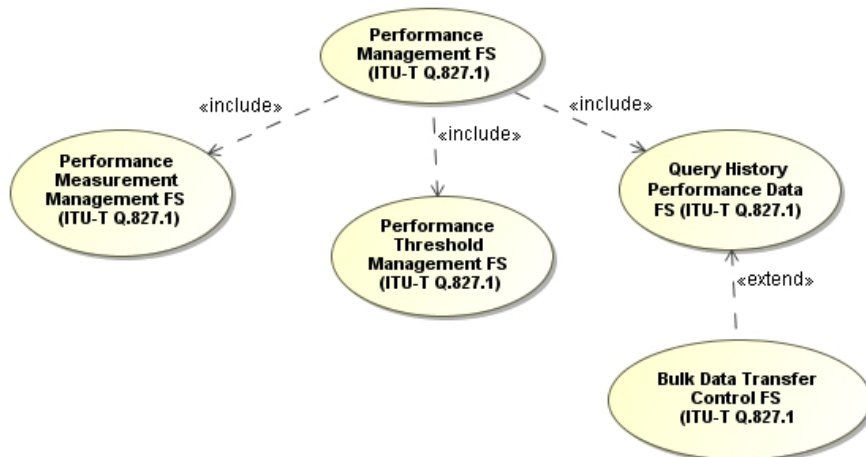 Performance
Management FS
(ITU-T Q.827.1)
«include»
«include»
«include»
Performance
Measurement
Management FS
(ITU-T Q.827.1)
Query History
Performance Data
FS (ITU-T Q.827.1)
Performance
Threshold
Management FS
(ITU-T Q.827.1)
«extend»
Bulk Data Transfer
Control FS
(ITU-T Q.827.1